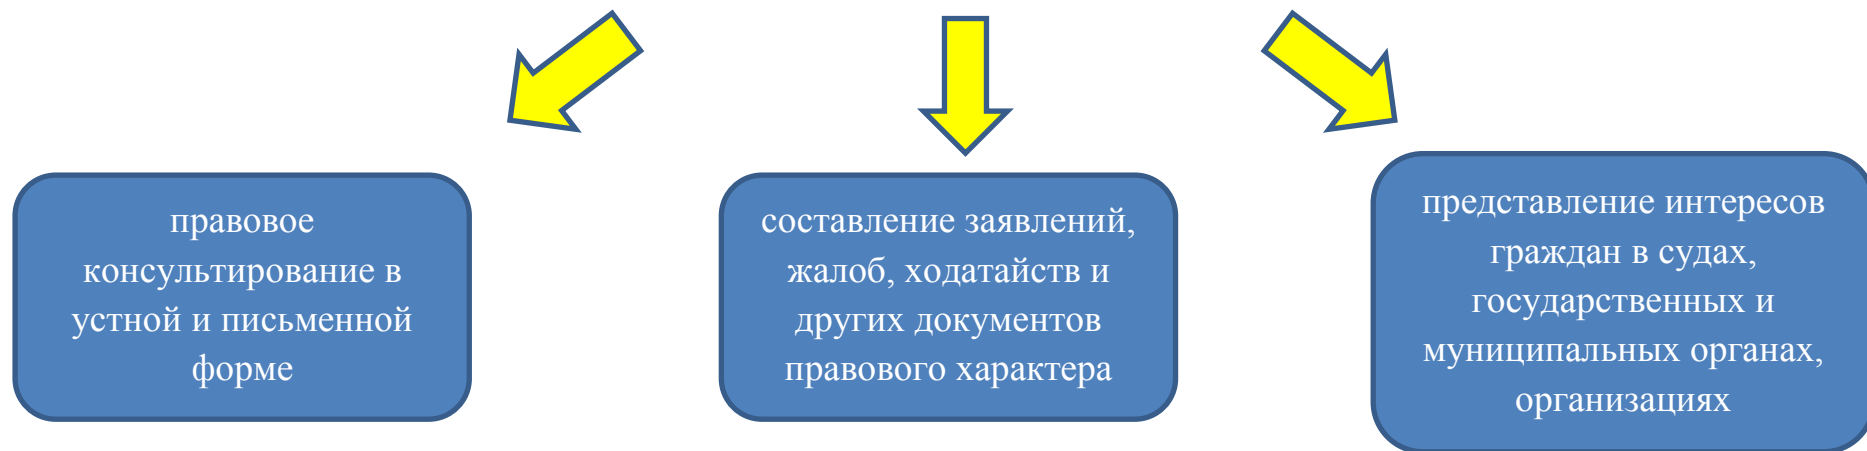 правовое
консультирование в
устной и письменной
форме
составление заявлений,
жалоб, ходатайств и
других документов
правового характера
представление интересов
граждан в судах,
государственных и
муниципальных органах,
организациях